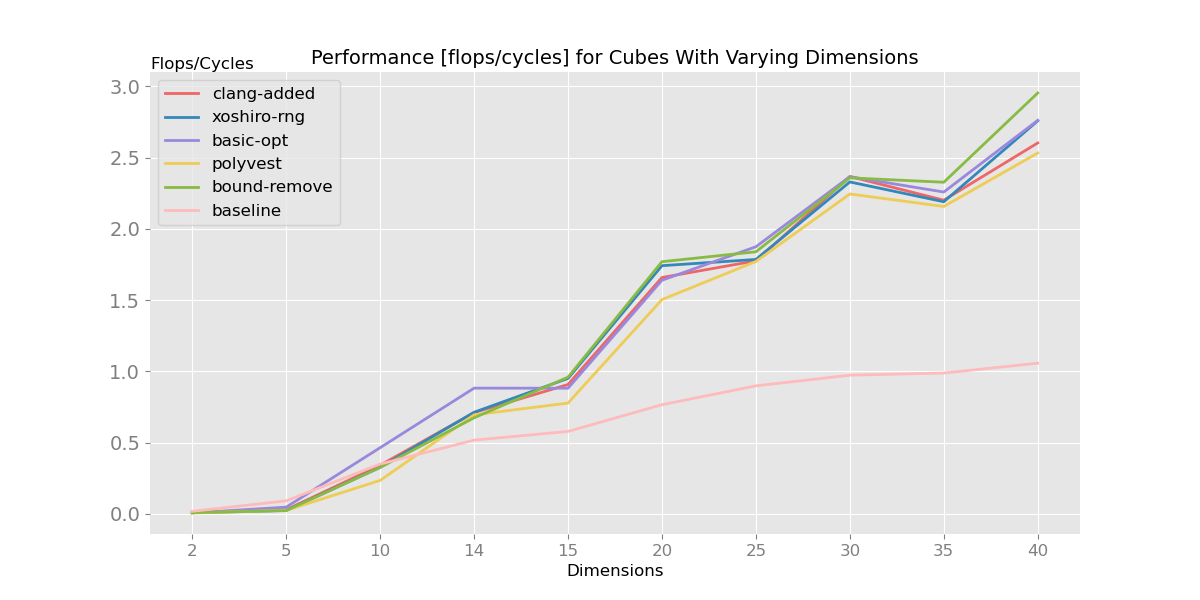 Performance [flops/cycles] for Cubes With Varying Dimensions
Flops/Cycles
clang-added
xoshiro-rng
basic-opt
polyvest
bound-remove
baseline
3.0
2.5
2.0
1.5
1.0
0.5
0.0
2 5 10 14 15 20 25 30 35 40
Dimensions